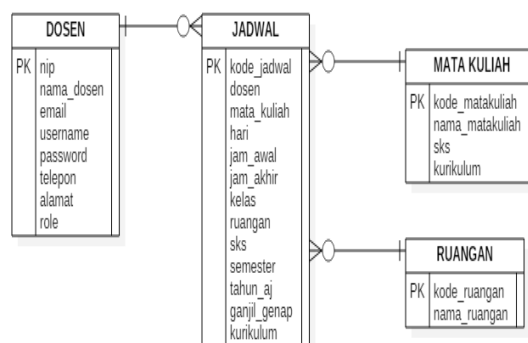 DOSEN
PK nip
nama_dosen
email
username
password
telepon
alamat
role
JADWAL
PK kode_jadwal
dosen
mata_kuliah
hari
jam_awal
jam_akhir
kelas
ruangan
sks
semester
tahun_aj
ganjil_genap
kurikulum
MATA KULIAH
PK kode_matakuliah
nama_matakuliah
sks
kurikulum
RUANGAN
PK kode_ruangan
nama_ruangan